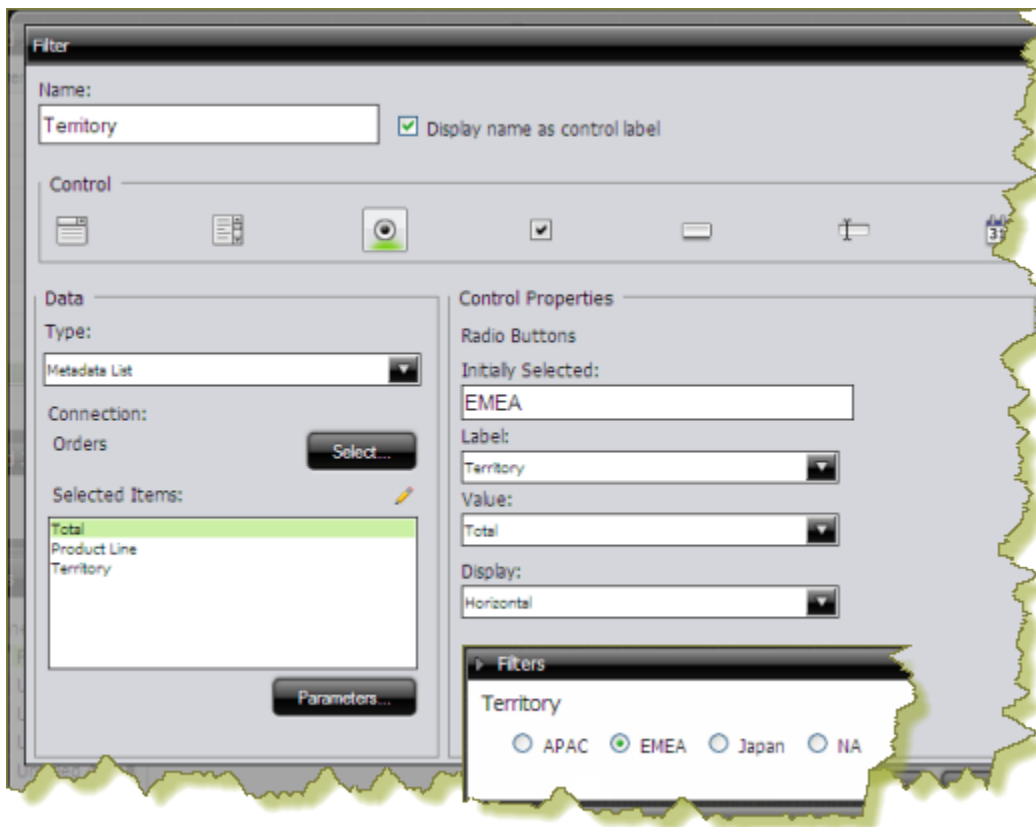 Filter
Name:
Territory
Display name as control label
Control
31
Data
Type:
Metadata List
Connection:
Orders
Select...
Selected Items:
Total
Product Line
Territory
Parameters...
Control Properties
Radio Buttons
Initially Selected:
EMEA
Label:
Territory
Value:
Total
Display:
Horizontal
Filters
Territory
APAC EMEA Japan NA